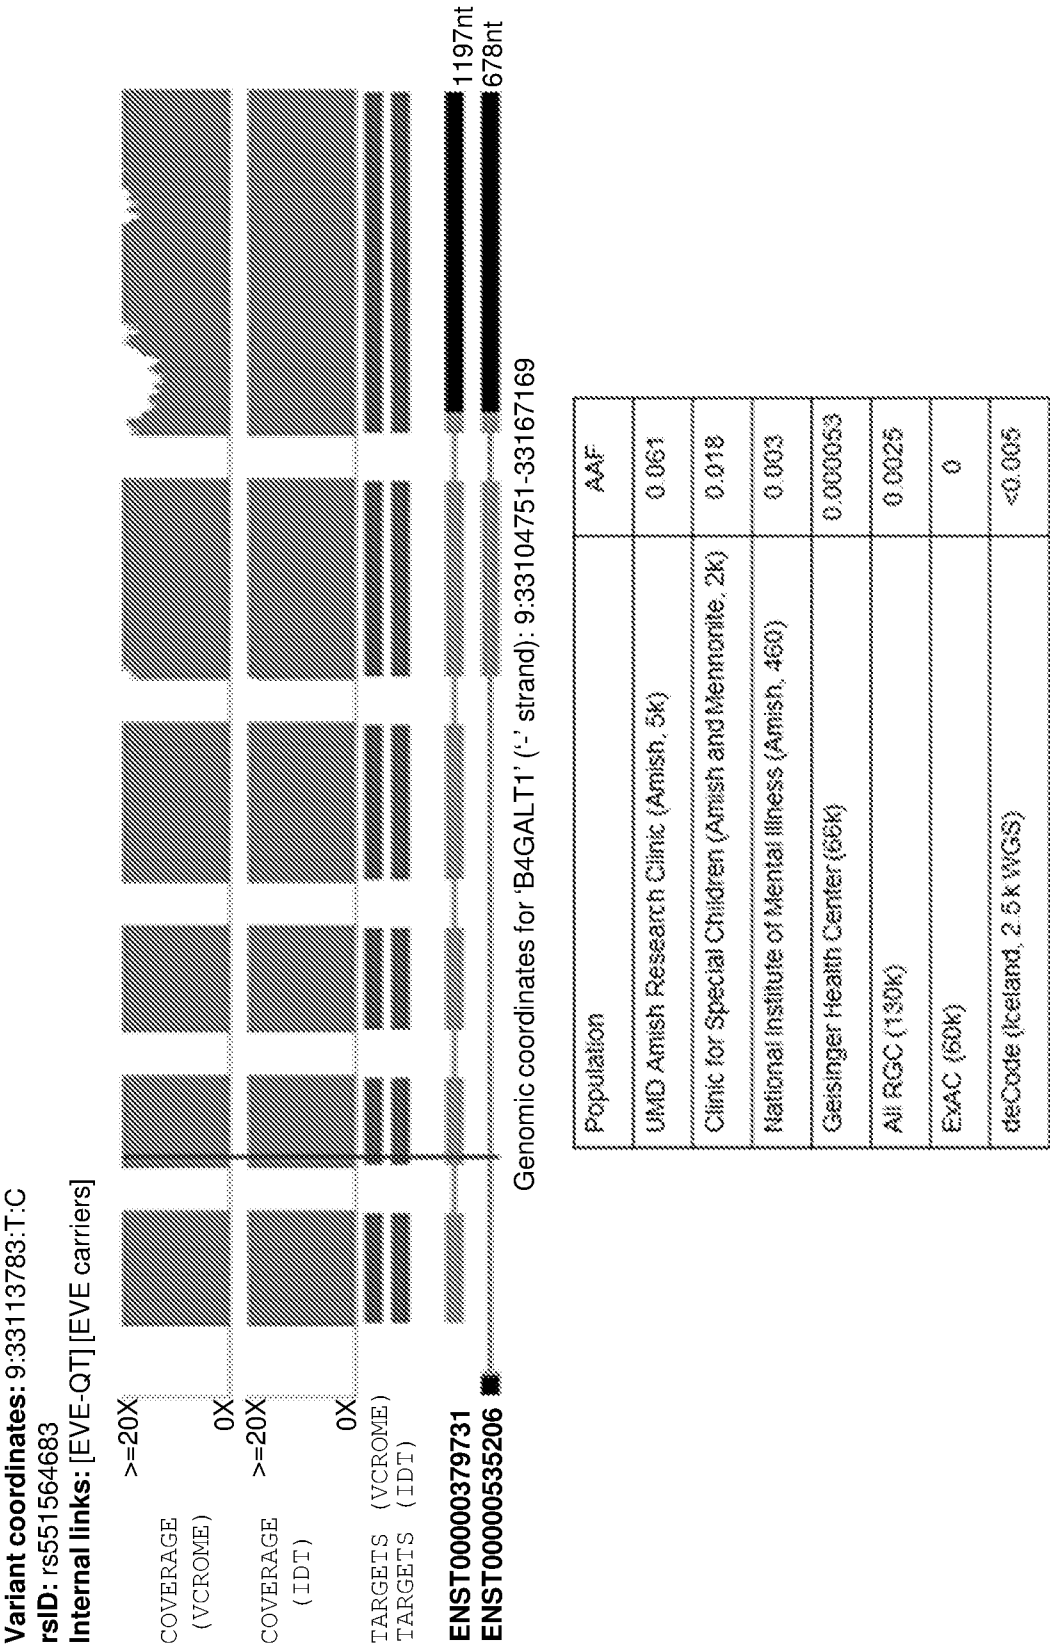 Variant coordinates: 9:33113783:T:C
rsID: rs551564683
Internal links: [EVE-QT] [EVE carriers]
>=20X
COVERAGE
(VCROME)
0X
>=20X
COVERAGE
(IDT)
0X
TARGETS (VCROME)
TARGETS (IDT)
ENST00000379731 1197nt
ENST00000535206 678nt
Genomic coordinates for 'B4GALT1' ('-' strand): 9:33104751-33167169
Population AAF
UMD Amish Research Clinic (Amish, 5k) 0.061
Clinic for Special Children (Amish and Mennonite, 2k) 0.018
National Institute of Mental Illness (Amish, 460) 0.003
Geisinger Health Center (66K) 0.000053
All RGC (130K) 0.0025
ExAC (60K) 0
deCode (Iceland, 2.5k WGS) <0.005